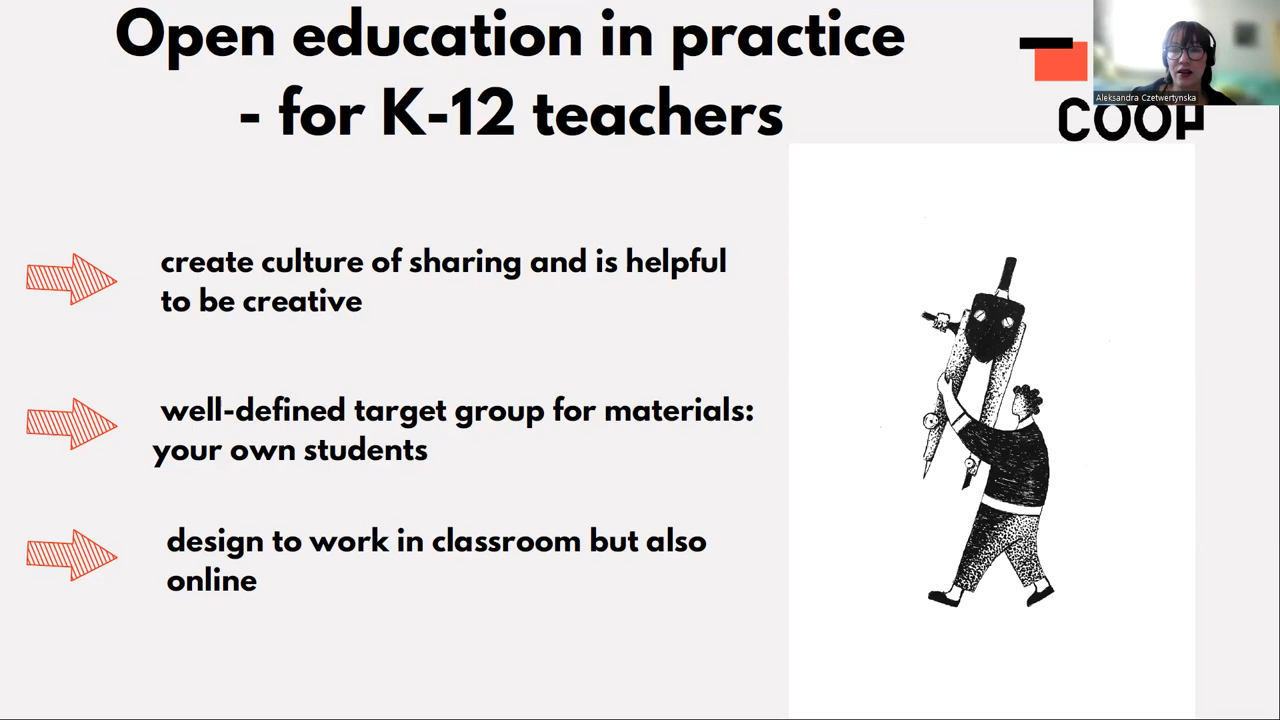 Open education in practice
- for K-12 teachers
Aleksandra Czetwertynska
COOP
create culture of sharing and is helpful
to be creative
well-defined target group for materials:
your own students
design to work in classroom but also
online